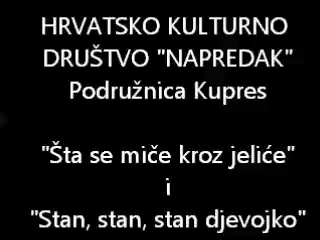 HRVATSKO KULTURNO
DRUŠTVO "NAPREDAK"
Podružnica Kupres
"Šta se miče kroz jeliće"
i
"Stan, stan, stan djevojko"